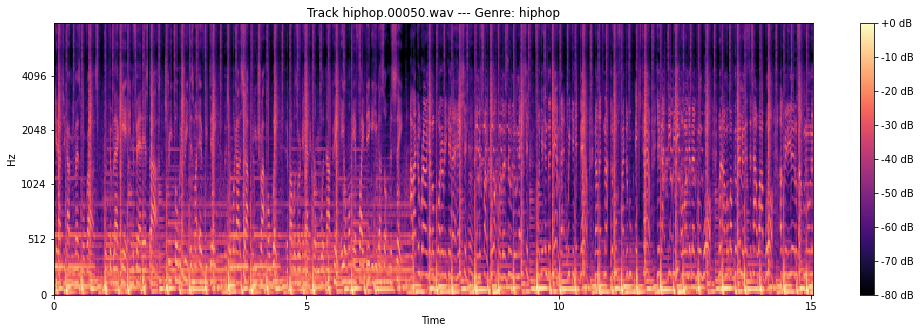 Track hiphop.00050.wav --- Genre: hiphop
Hz
4096
2048
1024
512
0
0
5
10
15
Time
+0 dB
-10 dB
-20 dB
-30 dB
-40 dB
-50 dB
-60 dB
-70 dB
-80 dB